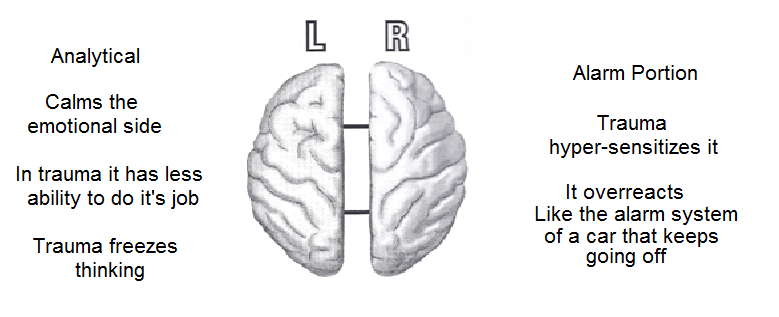 L R
Analytical
Calms the
emotional side
In trauma it has less
ability to do it's job
Trauma freezes
thinking
Alarm Portion
Trauma
hyper-sensitizes it
It overreacts
Like the alarm system
of a car that keeps
going off